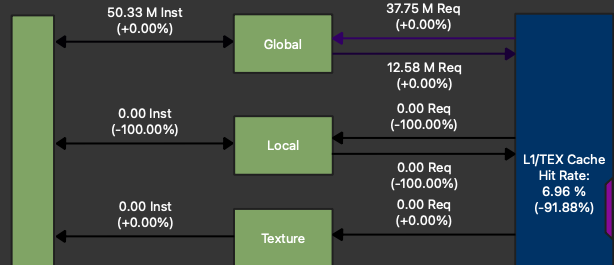 50.33 M Inst
(+0.00%)
Global
37.75 M Req
(+0.00%)
12.58 M Req
(+0.00%)
0.00 Inst
(-100.00%)
Local
0.00 Req
(-100.00%)
0.00 Req
(-100.00%)
L1/TEX Cache
Hit Rate:
6.96 %
(-91.88%)
0.00 Inst
(+0.00%)
Texture
0.00 Req
(+0.00%)